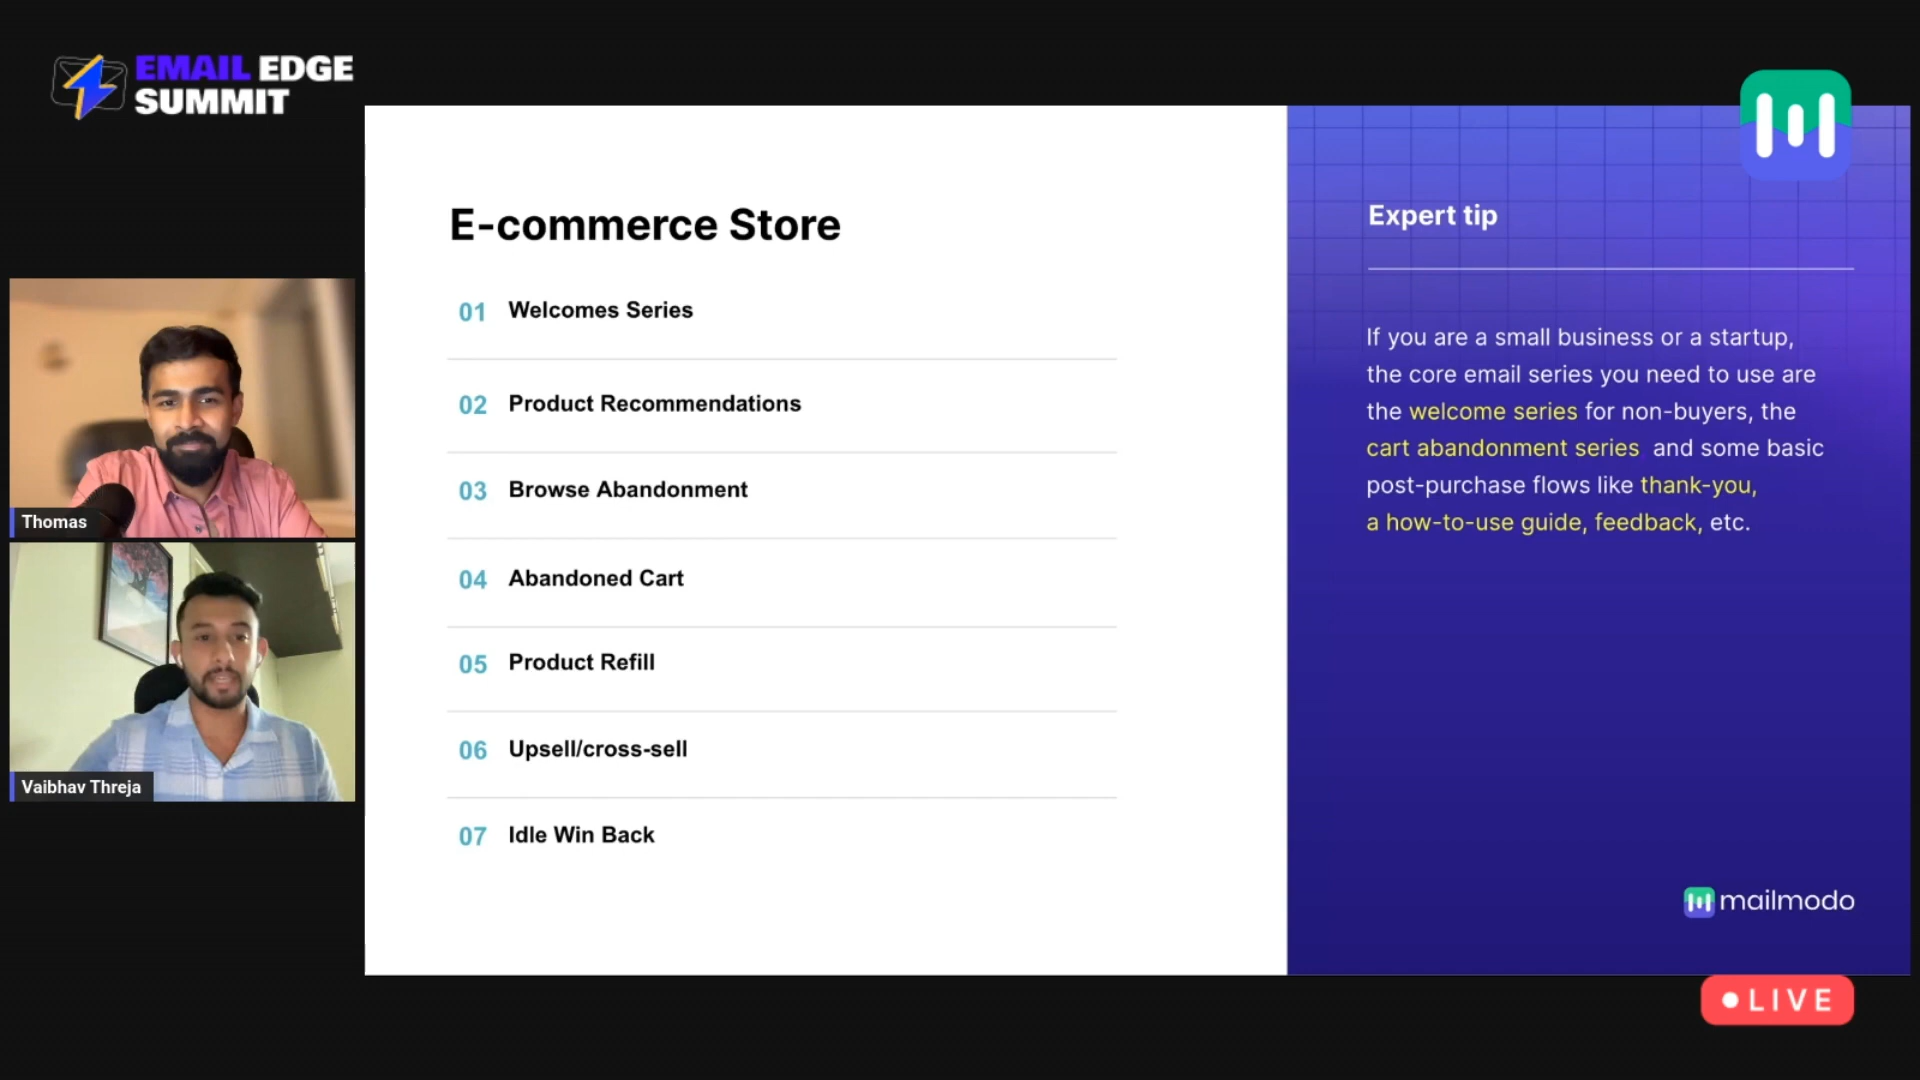 EMAIL EDGE
SUMMIT
E-commerce Store
01 Welcomes Series
02 Product Recommendations
03 Browse Abandonment
04 Abandoned Cart
05 Product Refill
06 Upsell/cross-sell
07 Idle Win Back
Expert tip
If you are a small business or a startup,
the core email series you need to use are
the welcome series for non-buyers, the
cart abandonment series and some basic
post-purchase flows like thank-you,
a how-to-use guide, feedback, etc.
mailmodo
Thomas
Vaibhav Threja
LIVE